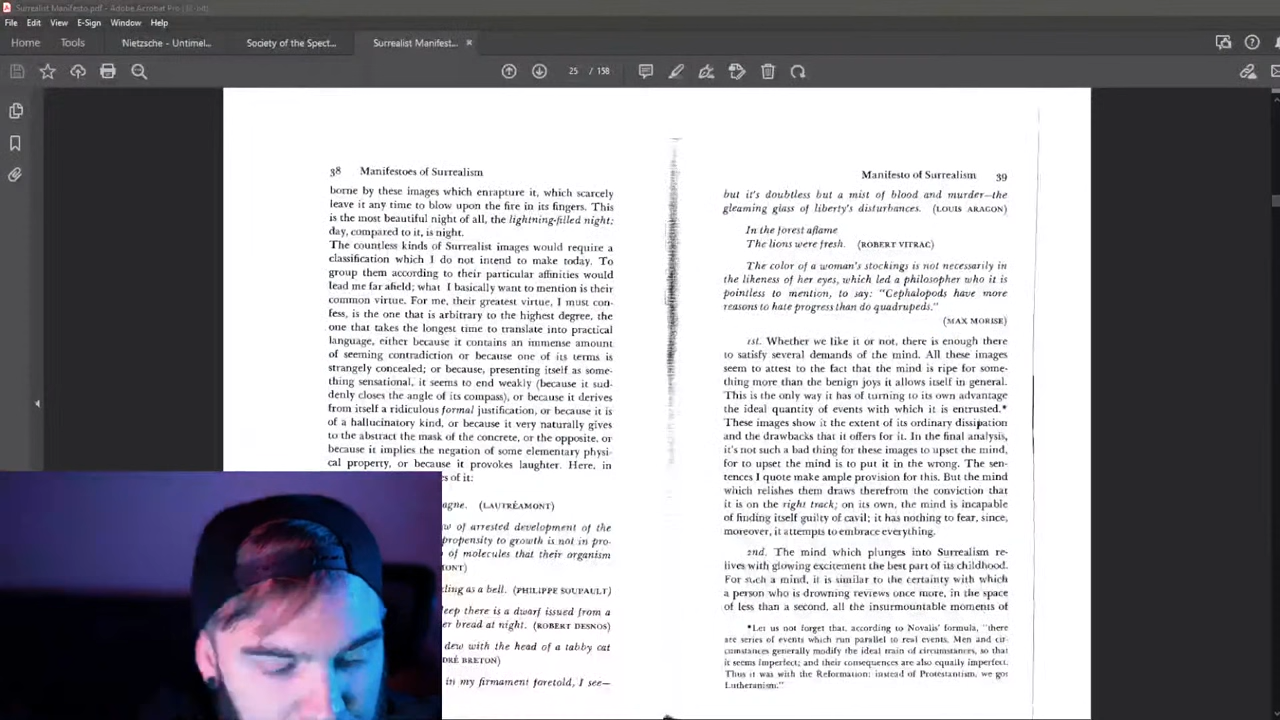 Surrealist Manifesto.pdf - Adobe Acrobat Pro (32-bit)
File Edit View E-Sign Window Help
Home Tools Nietzsche - Untimel... Society of the Spect... Surrealist Manifest... ×
25 / 158
38 Manifestoes of Surrealism
borne by these images which enrapture it, which scarcely
leave it any time to blow upon the fire in its fingers. This
is the most beautiful night of all, the lightning-filled night;
day, compared to it, is night.
The countless kinds of Surrealist images would require a
classification which I do not intend to make today. To
group them according to their particular affinities would
lead me far afield; what I basically want to mention is their
common virtue. For me, their greatest virtue, I must con-
fess, is the one that is arbitrary to the highest degree, the
one that takes the longest time to translate into practical
language, either because it contains an immense amount
of seeming contradiction or because one of its terms is
strangely concealed; or because, presenting itself as some-
thing sensational, it seems to end weakly (because it sud-
denly closes the angle of its compass), or because it derives
from itself a ridiculous formal justification, or because it is
of a hallucinatory kind, or because it very naturally gives
to the abstract the mask of the concrete, or the opposite, or
because it implies the negation of some elementary physi-
cal property, or because it provokes laughter. Here, in
es of it:
agne. (LAUTRÉAMONT)
w of arrested development of the
propensity to growth is not in pro-
n of molecules that their organism
MONT)
ling as a bell. (PHILIPPE SOUPAULT)
leep there is a dwarf issued from a
er bread at night. (ROBERT DESNOS)
dew with the head of a tabby cat
DRÉ BRETON)
in my firmament foretold, I see—
Manifesto of Surrealism 39
but it's doubtless but a mist of blood and murder—the
gleaming glass of liberty's disturbances. (LOUIS ARAGON)
In the forest aflame
The lions were fresh. (ROBERT VITRAC)
The color of a woman's stockings is not necessarily in
the likeness of her eyes, which led a philosopher who it is
pointless to mention, to say: "Cephalopods have more
reasons to hate progress than do quadrupeds."
(MAX MORISE)
1st. Whether we like it or not, there is enough there
to satisfy several demands of the mind. All these images
seem to attest to the fact that the mind is ripe for some-
thing more than the benign joys it allows itself in general.
This is the only way it has of turning to its own advantage
the ideal quantity of events with which it is entrusted.*
These images show it the extent of its ordinary dissipation
and the drawbacks that it offers for it. In the final analysis,
it's not such a bad thing for these images to upset the mind,
for to upset the mind is to put it in the wrong. The sen-
tences I quote make ample provision for this. But the mind
which relishes them draws therefrom the conviction that
it is on the right track; on its own, the mind is incapable
of finding itself guilty of cavil; it has nothing to fear, since,
moreover, it attempts to embrace everything.
2nd. The mind which plunges into Surrealism re-
lives with glowing excitement the best part of its childhood.
For such a mind, it is similar to the certainty with which
a person who is drowning reviews once more, in the space
of less than a second, all the insurmountable moments of
*Let us not forget that, according to Novalis' formula, "there
are series of events which run parallel to real events. Men and cir-
cumstances generally modify the ideal train of circumstances, so that
it seems imperfect; and their consequences are also equally imperfect.
Thus it was with the Reformation; instead of Protestantism, we got
Lutheranism."